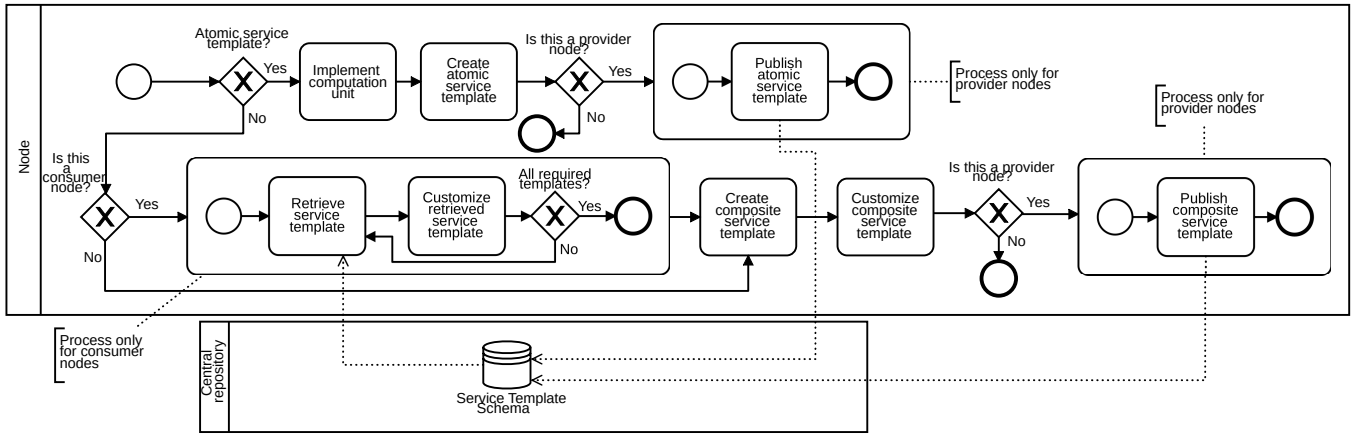 Node
Atomic service
template?
Yes
No
Implement
computation
unit
Create
atomic
service
template
Is this a provider
node?
Yes
No
Publish
atomic
service
template
Process only for
provider nodes
Process only for
provider nodes
Is this
a
consumer
node?
Yes
No
Retrieve
service
template
Customize
retrieved
service
template
All required
templates?
Yes
No
Create
composite
service
template
Customize
composite
service
template
Is this a provider
node?
Yes
No
Publish
composite
service
template
Process only
for consumer
nodes
Central
repository
Service Template
Schema